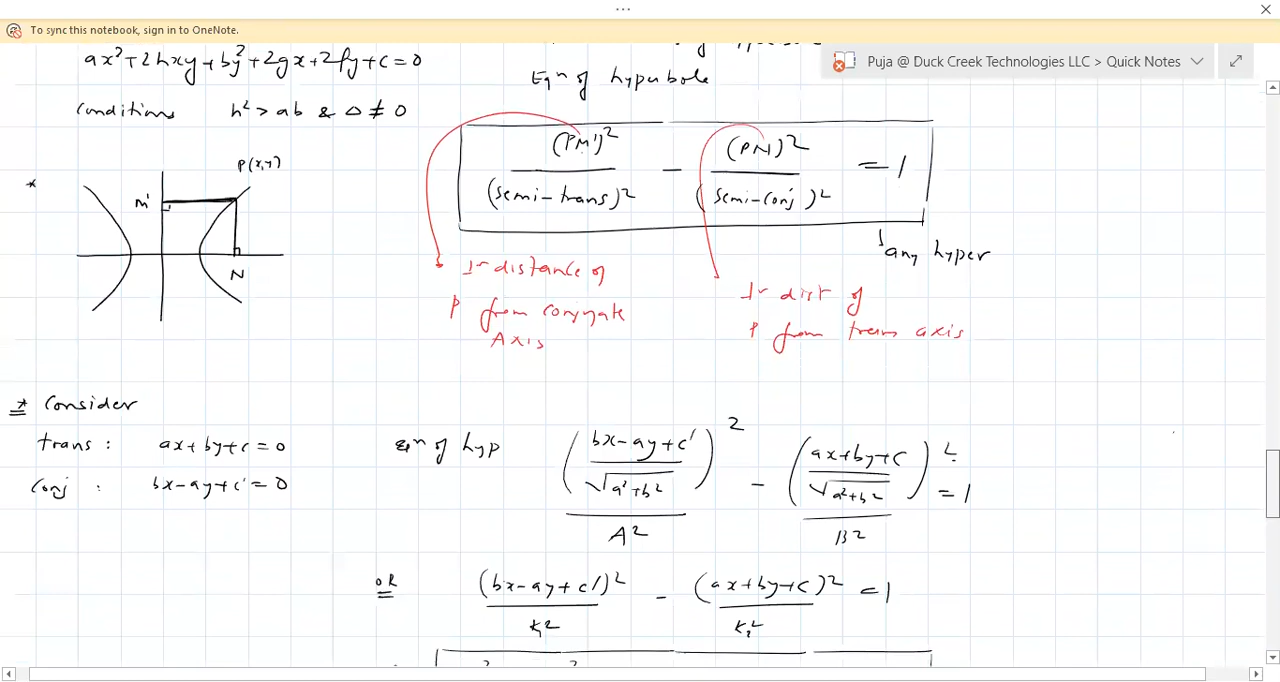 ...
To sync this notebook, sign in to OneNote.
Puja @ Duck Creek Technologies LLC > Quick Notes
ax²+2hxy+by²+2gx+2fy+c=0
Conditions h²>ab & Δ≠0
Eqⁿ of hyperbole
(PM')²/(semi-trans)² - (PN)²/(semi-conj)² = 1
any hyper
* P(x,y)
M'
N
⊥r distance of
P from conjugate
Axis
⊥r dist of
P from trans axis
* Consider
trans : ax+by+c=0
Conj : bx-ay+c'=0
eqⁿ of hyp ((bx-ay+c')/√(a²+b²))²/A² - ((ax+by+c)/√(a²+b²))²/B² = 1
OR (bx-ay+c')²/K₁² - (ax+by+c)²/K₂² = 1